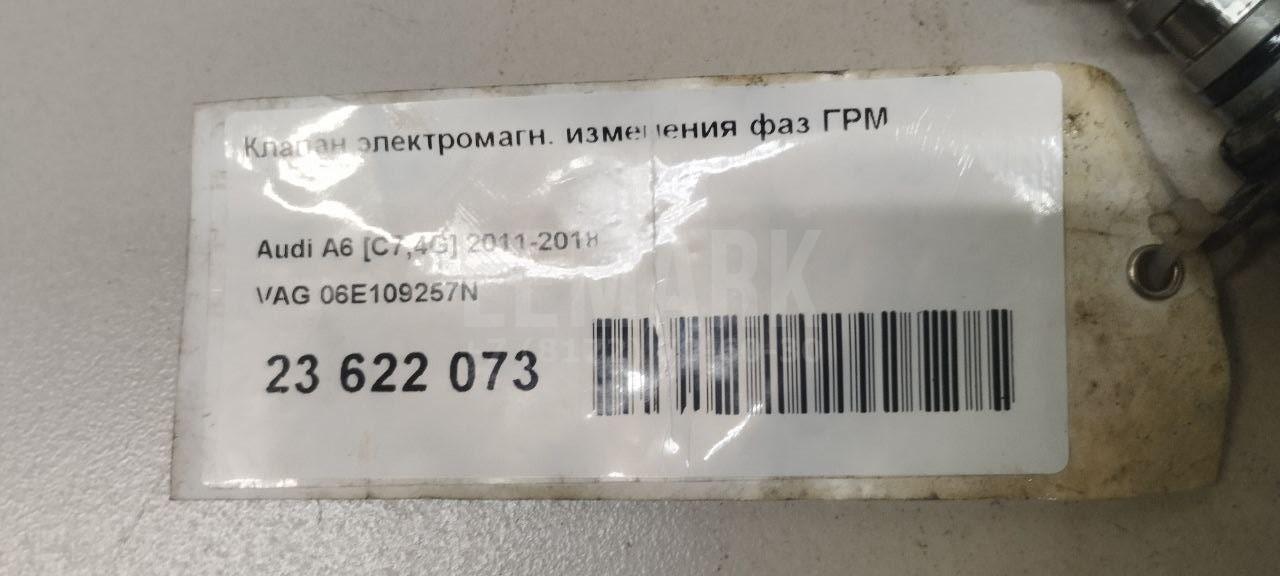 Клапан электромагн. изменения фаз ГРМ
Audi A6 [C7,4G] 2011-2018
VAG 06E109257N
23 622 073